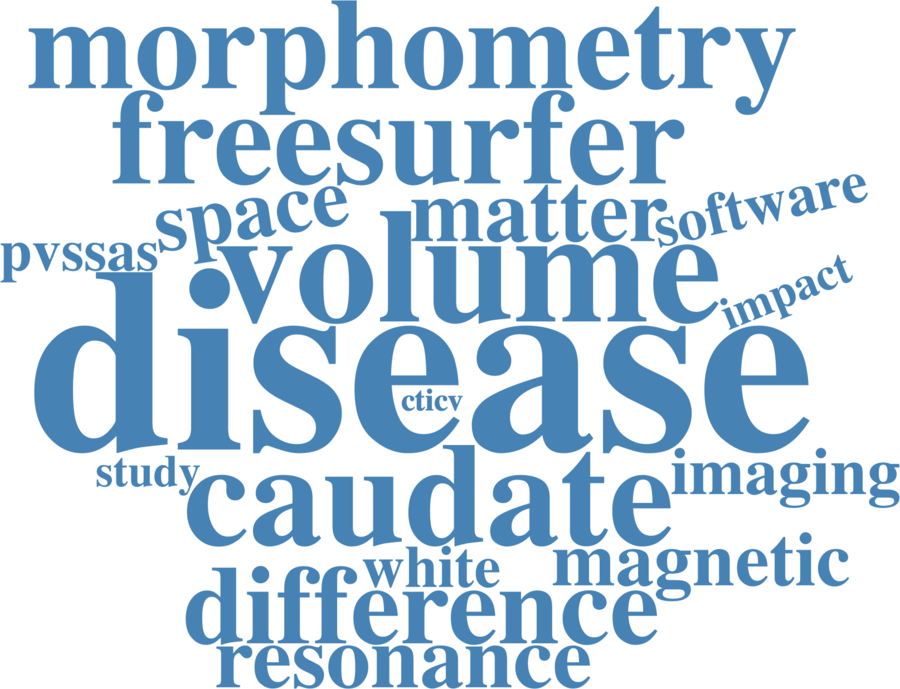 morphometry
freesurfer
space
matter
software
pvssas
volume
impact
disease
cticv
study
caudate
imaging
white
magnetic
difference
resonance